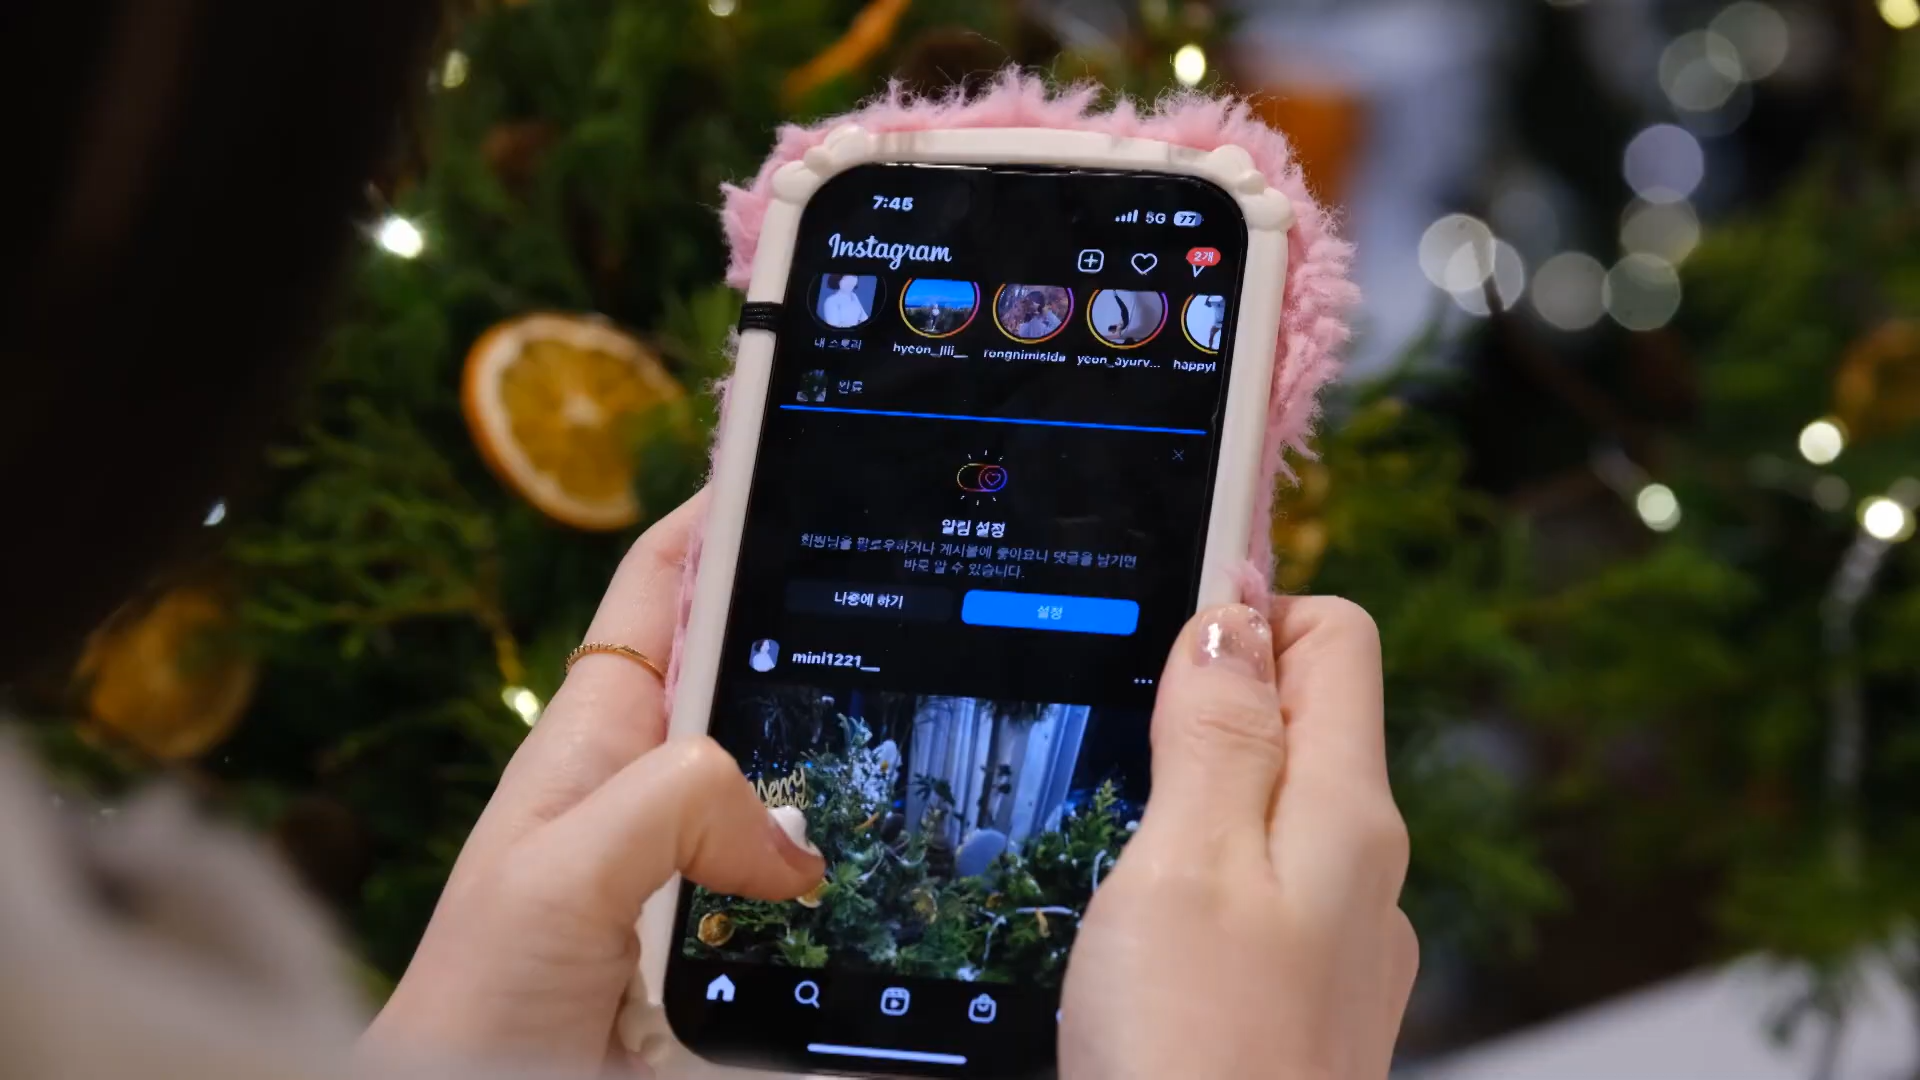 7:45
5G 77
Instagram
2개
내 스토리
hyeon_jili__
rongnimisida
yeon_ayurv...
happyl
완료
알림 설정
회원님을 팔로우하거나 게시물에 좋아요나 댓글을 남기면
바로 알 수 있습니다.
나중에 하기
설정
mini1221__
Merry